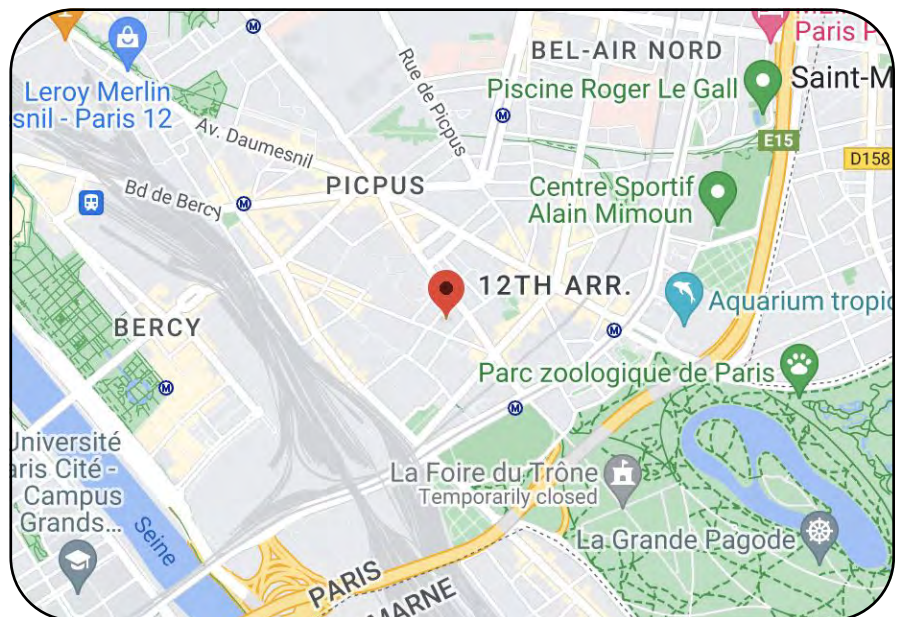 Paris P
BEL-AIR NORD
Piscine Roger Le Gall
Saint-M
Leroy Merlin
snil - Paris 12
Rue de Picpus
Av. Daumesnil
E15
D158
PICPUS
Bd de Bercy
Centre Sportif
Alain Mimoun
12TH ARR.
Aquarium tropic
BERCY
Parc zoologique de Paris
Université
aris Cité -
Campus
Grands...
La Foire du Trône
Temporarily closed
Seine
La Grande Pagode
PARIS
MARNE
M
M
M
M
M
M